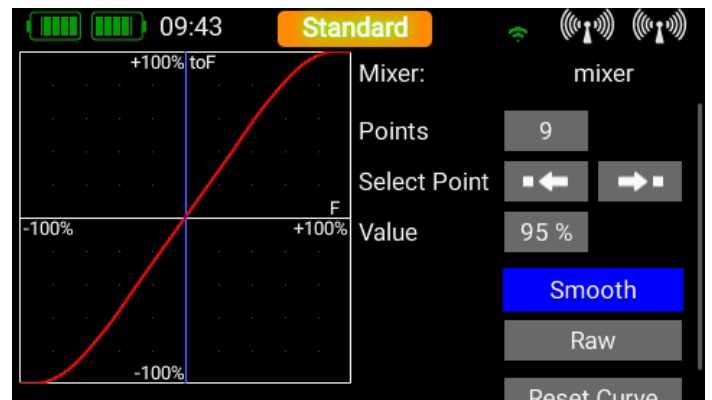 09:43 Standard
+100% toF
Mixer: mixer
Points 9
Select Point
F
-100% +100%
Value 95 %
Smooth
Raw
-100%
Reset Curve